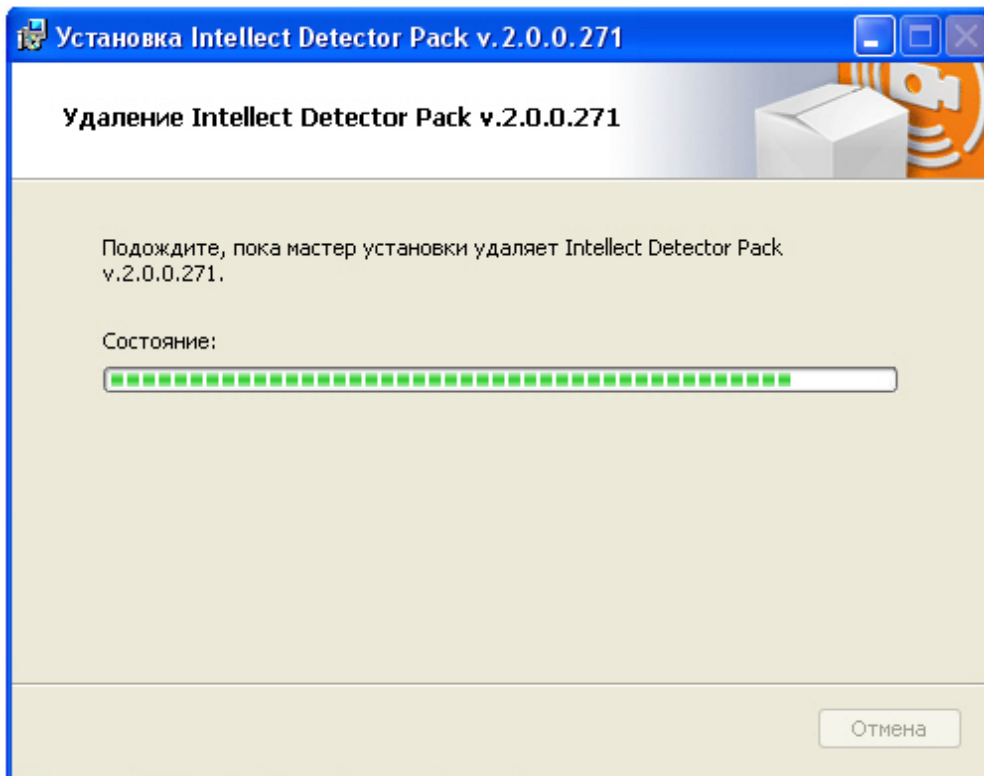 Установка Intellect Detector Pack v.2.0.0.271
Удаление Intellect Detector Pack v.2.0.0.271
Подождите, пока мастер установки удаляет Intellect Detector Pack
v.2.0.0.271.
Состояние:
Отмена